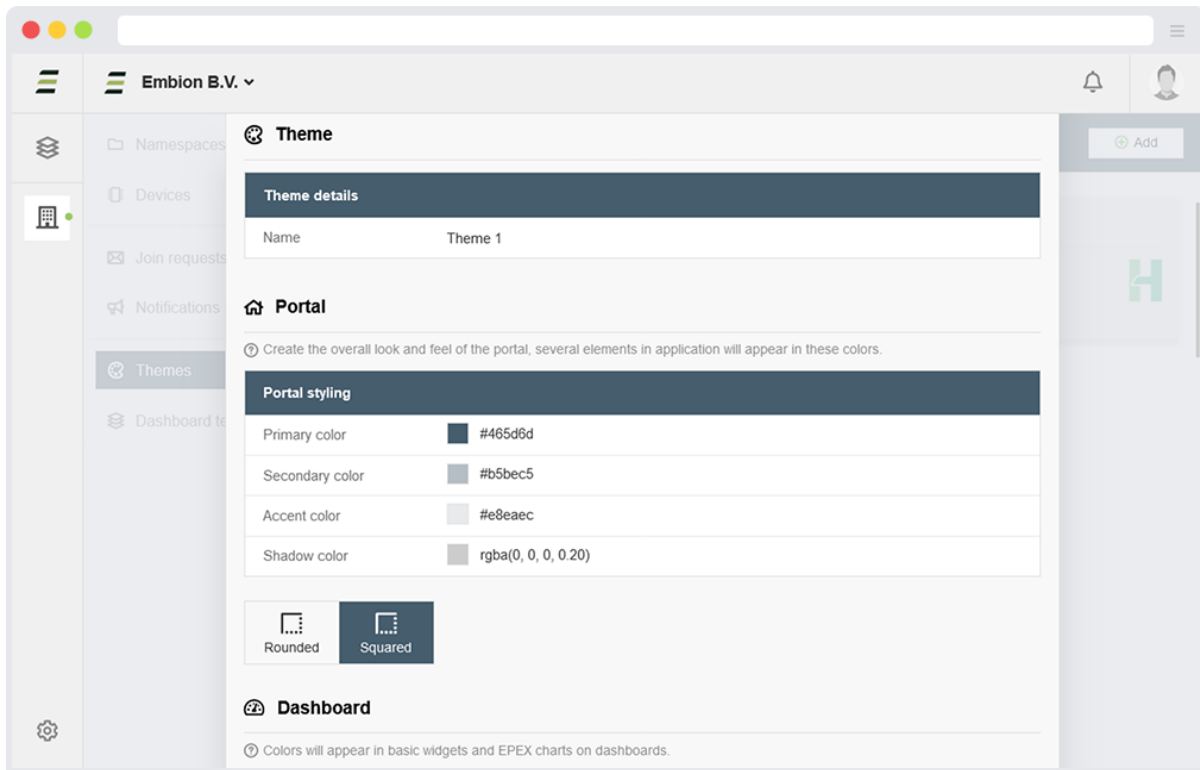 Embion B.V.
Namespaces
Devices
Join requests
Notifications
Themes
Dashboard te
Add
Theme
Theme details
Name Theme 1
Portal
Create the overall look and feel of the portal, several elements in application will appear in these colors.
Portal styling
Primary color #465d6d
Secondary color #b5bec5
Accent color #e8eaec
Shadow color rgba(0, 0, 0, 0.20)
Rounded Squared
Dashboard
Colors will appear in basic widgets and EPEX charts on dashboards.